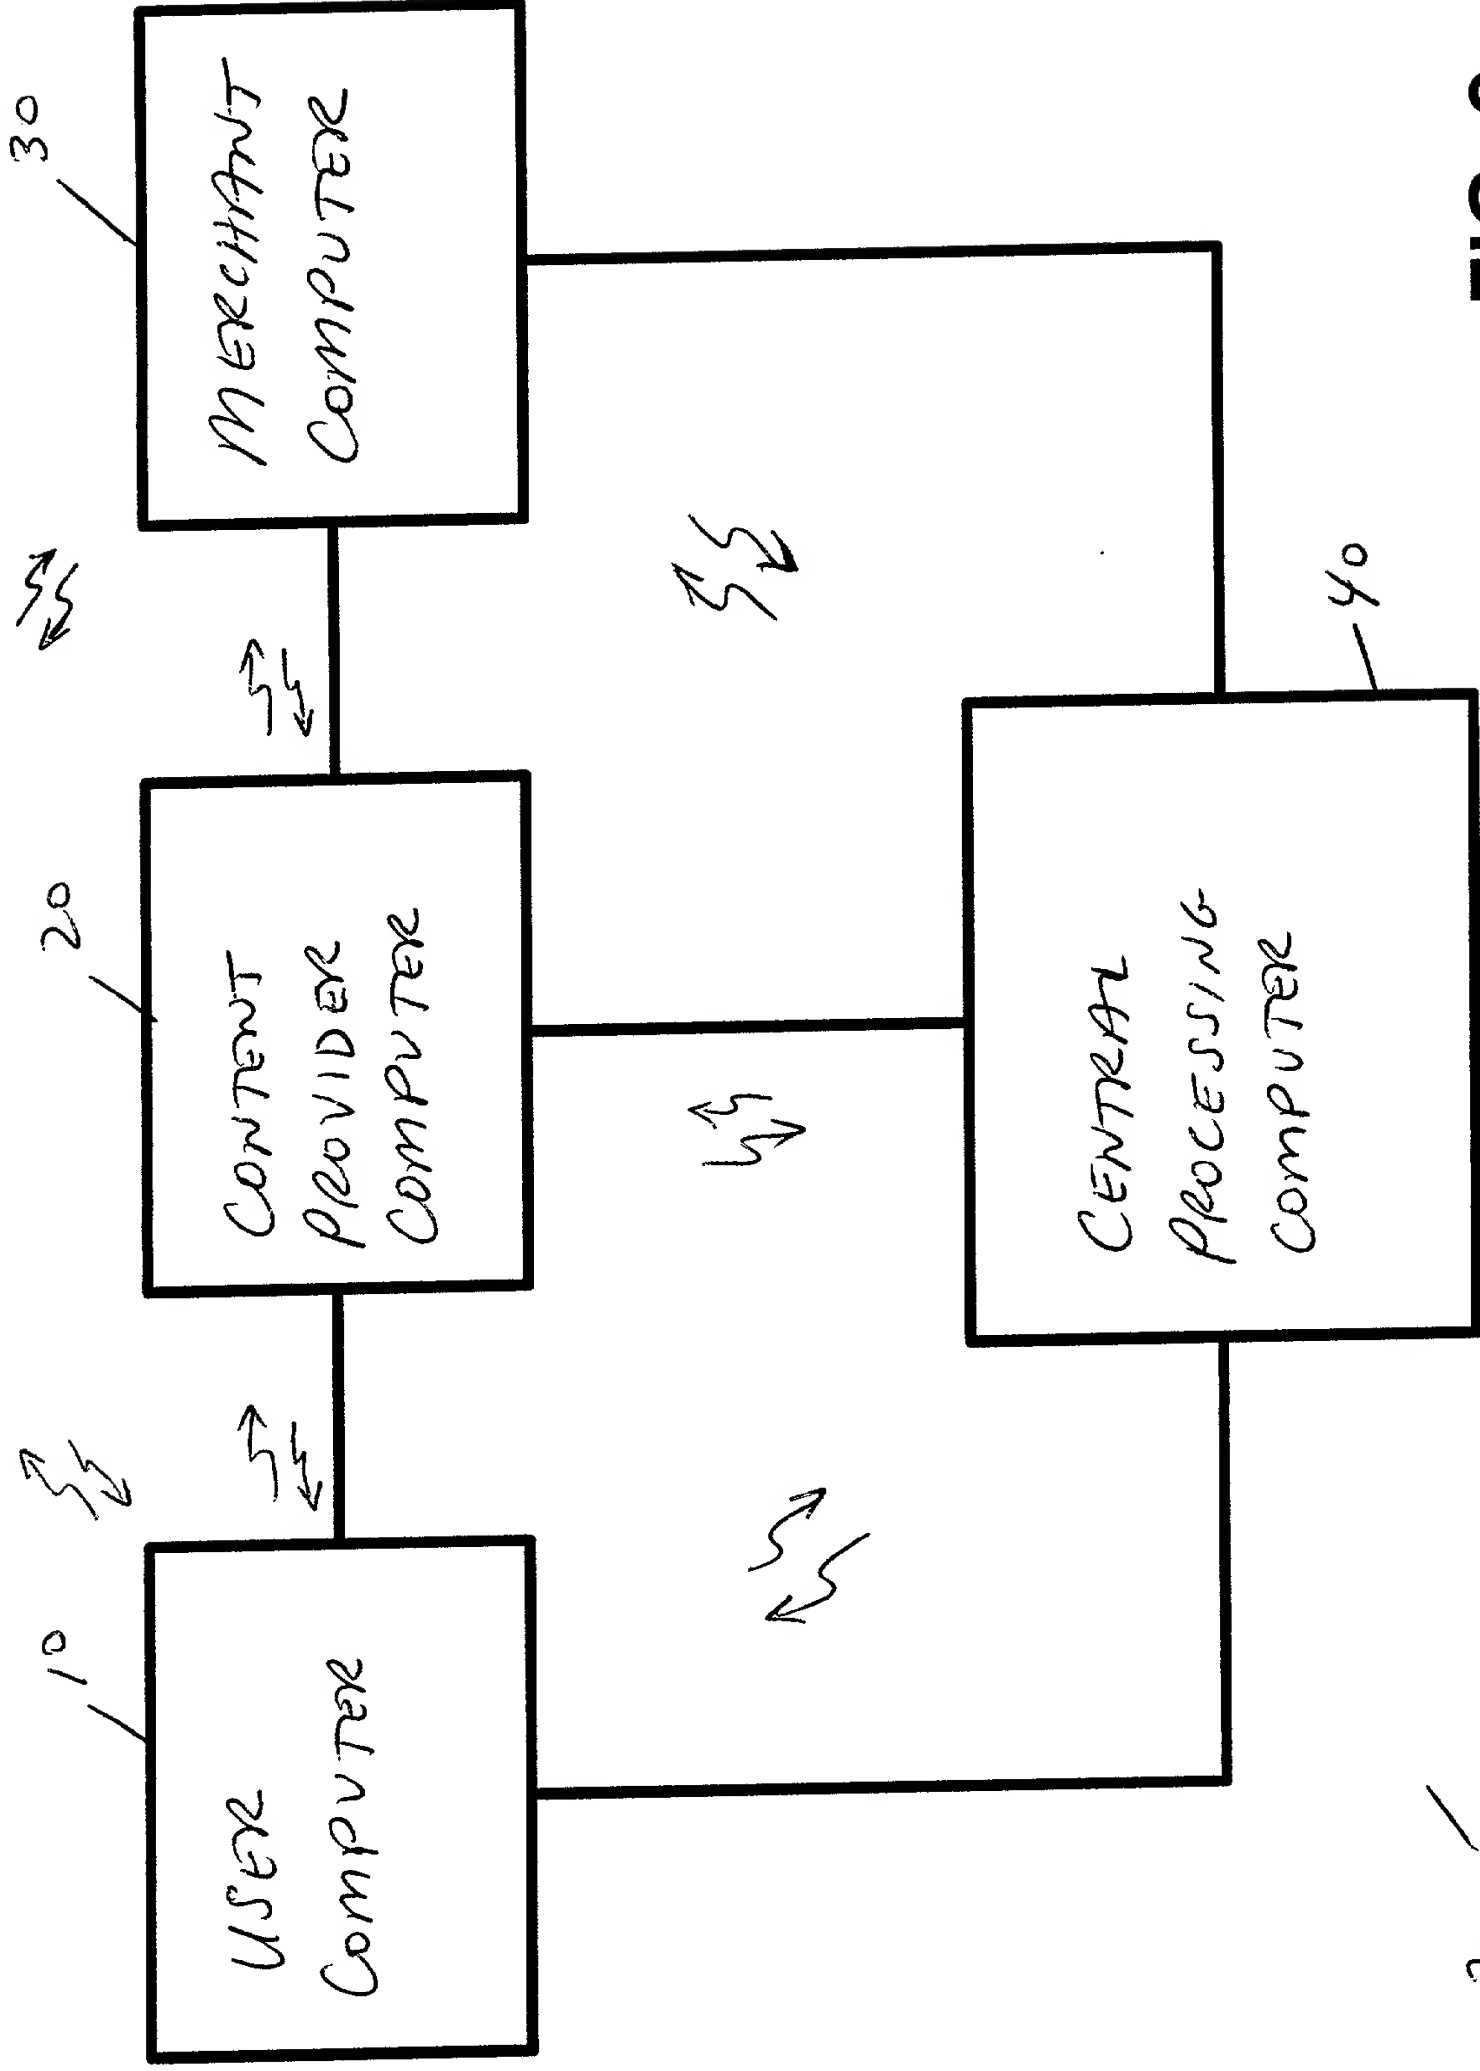 10
USER
COMPUTER
20
CONTENT
PROVIDER
COMPUTER
30
MERCHANT
COMPUTER
40
CENTRAL
PROCESSING
COMPUTER